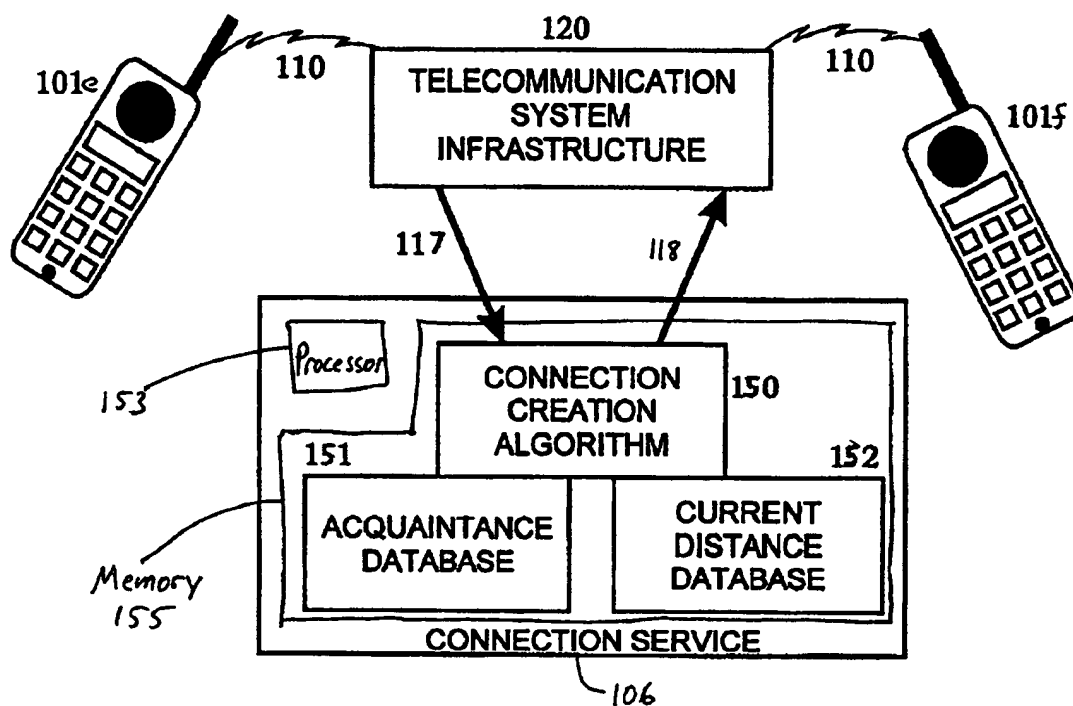 120
110
110
101e
101f
TELECOMMUNICATION
SYSTEM
INFRASTRUCTURE
117
118
Processor
153
CONNECTION
CREATION
ALGORITHM
150
151
152
ACQUAINTANCE
DATABASE
CURRENT
DISTANCE
DATABASE
Memory
155
CONNECTION SERVICE
106